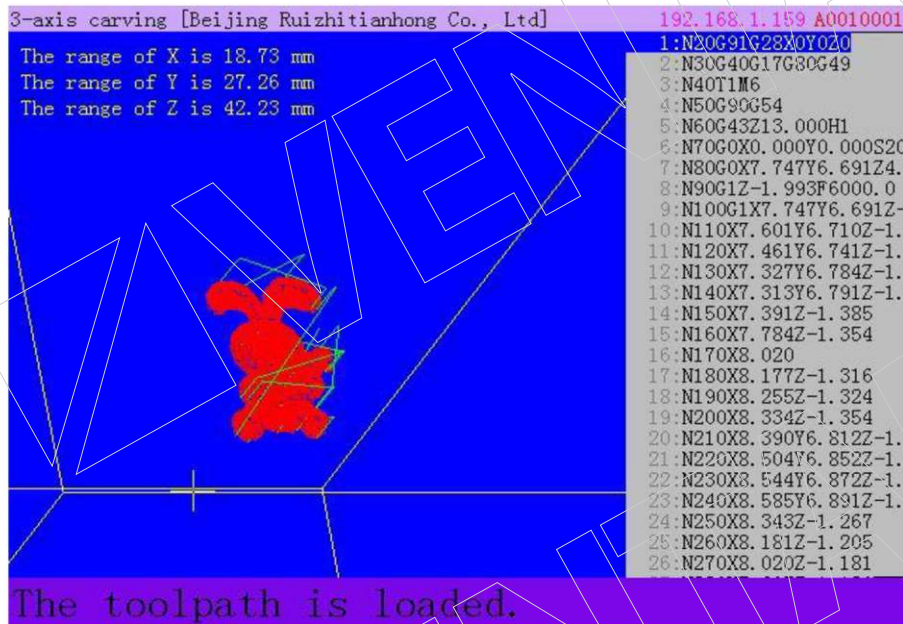 3-axis carving [Beijing Ruizhitianhong Co., Ltd] 192.168.1.159 A0010001
The range of X is 18.73 mm
The range of Y is 27.26 mm
The range of Z is 42.23 mm
1:N20G91G28X0Y0Z0
2:N30G40G17G80G49
3:N40T1M6
4:N50G90G54
5:N60G43Z13.000H1
6:N70G0X0.000Y0.000S20
7:N80G0X7.747Y6.691Z4.
8:N90G1Z-1.993F6000.0
9:N100G1X7.747Y6.691Z-
10:N110X7.601Y6.710Z-1.
11:N120X7.461Y6.741Z-1.
12:N130X7.327Y6.784Z-1.
13:N140X7.313Y6.791Z-1.
14:N150X7.391Z-1.385
15:N160X7.784Z-1.354
16:N170X8.020
17:N180X8.177Z-1.316
18:N190X8.255Z-1.324
19:N200X8.334Z-1.354
20:N210X8.390Y6.812Z-1.
21:N220X8.504Y6.852Z-1.
22:N230X8.544Y6.872Z-1.
23:N240X8.585Y6.891Z-1.
24:N250X8.343Z-1.267
25:N260X8.181Z-1.205
26:N270X8.020Z-1.181
The toolpath is loaded.